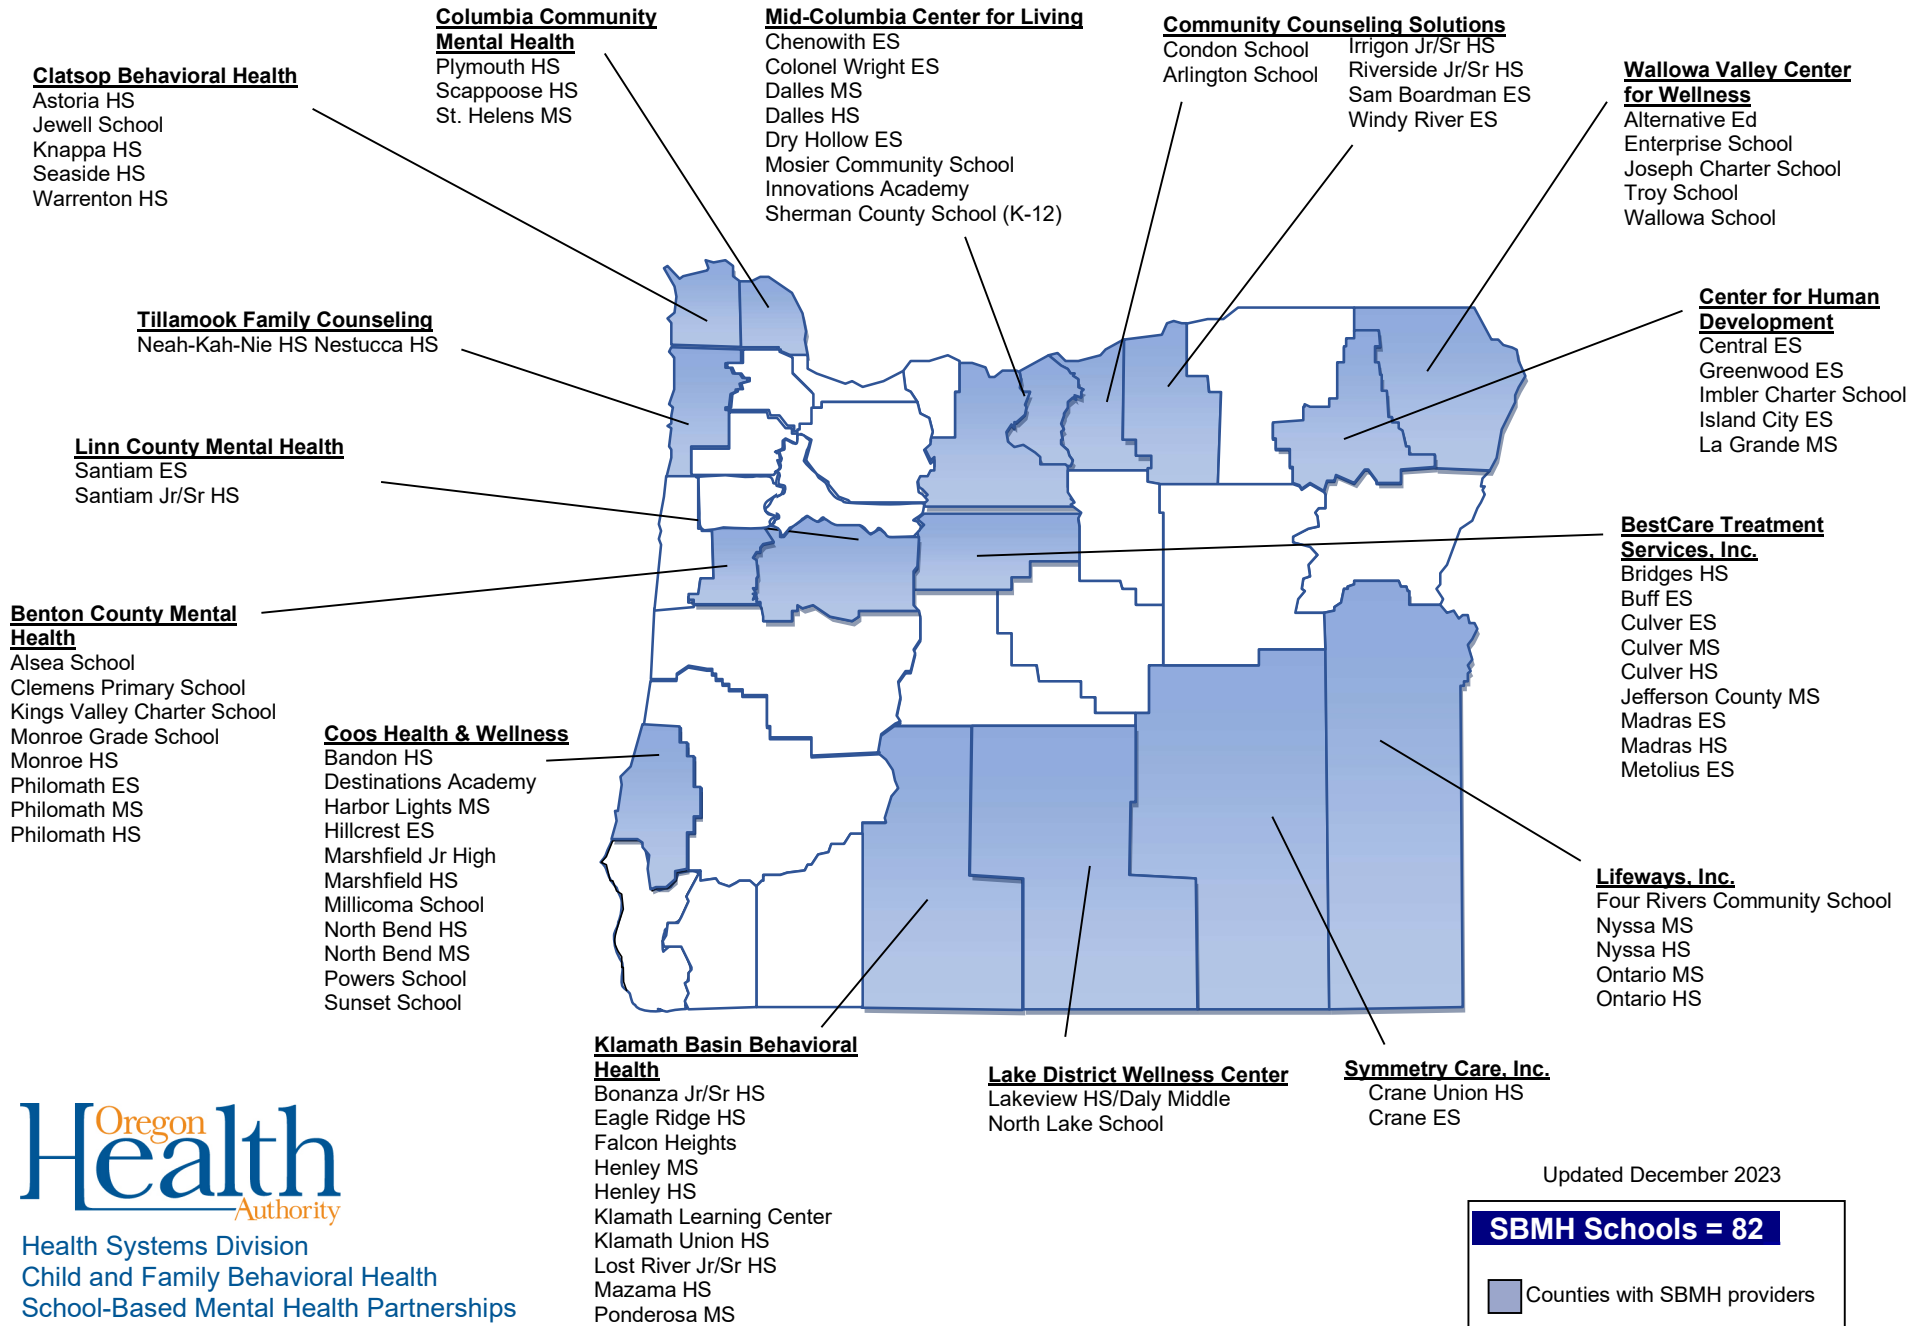 Columbia Community
Mental Health
Plymouth HS
Scappoose HS
St. Helens MS
Mid-Columbia Center for Living
Chenowith ES
Colonel Wright ES
Dalles MS
Dalles HS
Dry Hollow ES
Mosier Community School
Innovations Academy
Sherman County School (K-12)
Community Counseling Solutions
Condon School
Arlington School
Irrigon Jr/Sr HS
Riverside Jr/Sr HS
Sam Boardman ES
Windy River ES
Clatsop Behavioral Health
Astoria HS
Jewell School
Knappa HS
Seaside HS
Warrenton HS
Wallowa Valley Center
for Wellness
Alternative Ed
Enterprise School
Joseph Charter School
Troy School
Wallowa School
Tillamook Family Counseling
Neah-Kah-Nie HS Nestucca HS
Center for Human
Development
Central ES
Greenwood ES
Imbler Charter School
Island City ES
La Grande MS
Linn County Mental Health
Santiam ES
Santiam Jr/Sr HS
BestCare Treatment
Services, Inc.
Bridges HS
Buff ES
Culver ES
Culver MS
Culver HS
Jefferson County MS
Madras ES
Madras HS
Metolius ES
Benton County Mental
Health
Alsea School
Clemens Primary School
Kings Valley Charter School
Monroe Grade School
Monroe HS
Philomath ES
Philomath MS
Philomath HS
Coos Health & Wellness
Bandon HS
Destinations Academy
Harbor Lights MS
Hillcrest ES
Marshfield Jr High
Marshfield HS
Millicoma School
North Bend HS
North Bend MS
Powers School
Sunset School
Lifeways, Inc.
Four Rivers Community School
Nyssa MS
Nyssa HS
Ontario MS
Ontario HS
Klamath Basin Behavioral
Health
Bonanza Jr/Sr HS
Eagle Ridge HS
Falcon Heights
Henley MS
Henley HS
Klamath Learning Center
Klamath Union HS
Lost River Jr/Sr HS
Mazama HS
Ponderosa MS
Lake District Wellness Center
Lakeview HS/Daly Middle
North Lake School
Symmetry Care, Inc.
Crane Union HS
Crane ES
Oregon
Health
Authority
Health Systems Division
Child and Family Behavioral Health
School-Based Mental Health Partnerships
Updated December 2023
SBMH Schools = 82
Counties with SBMH providers